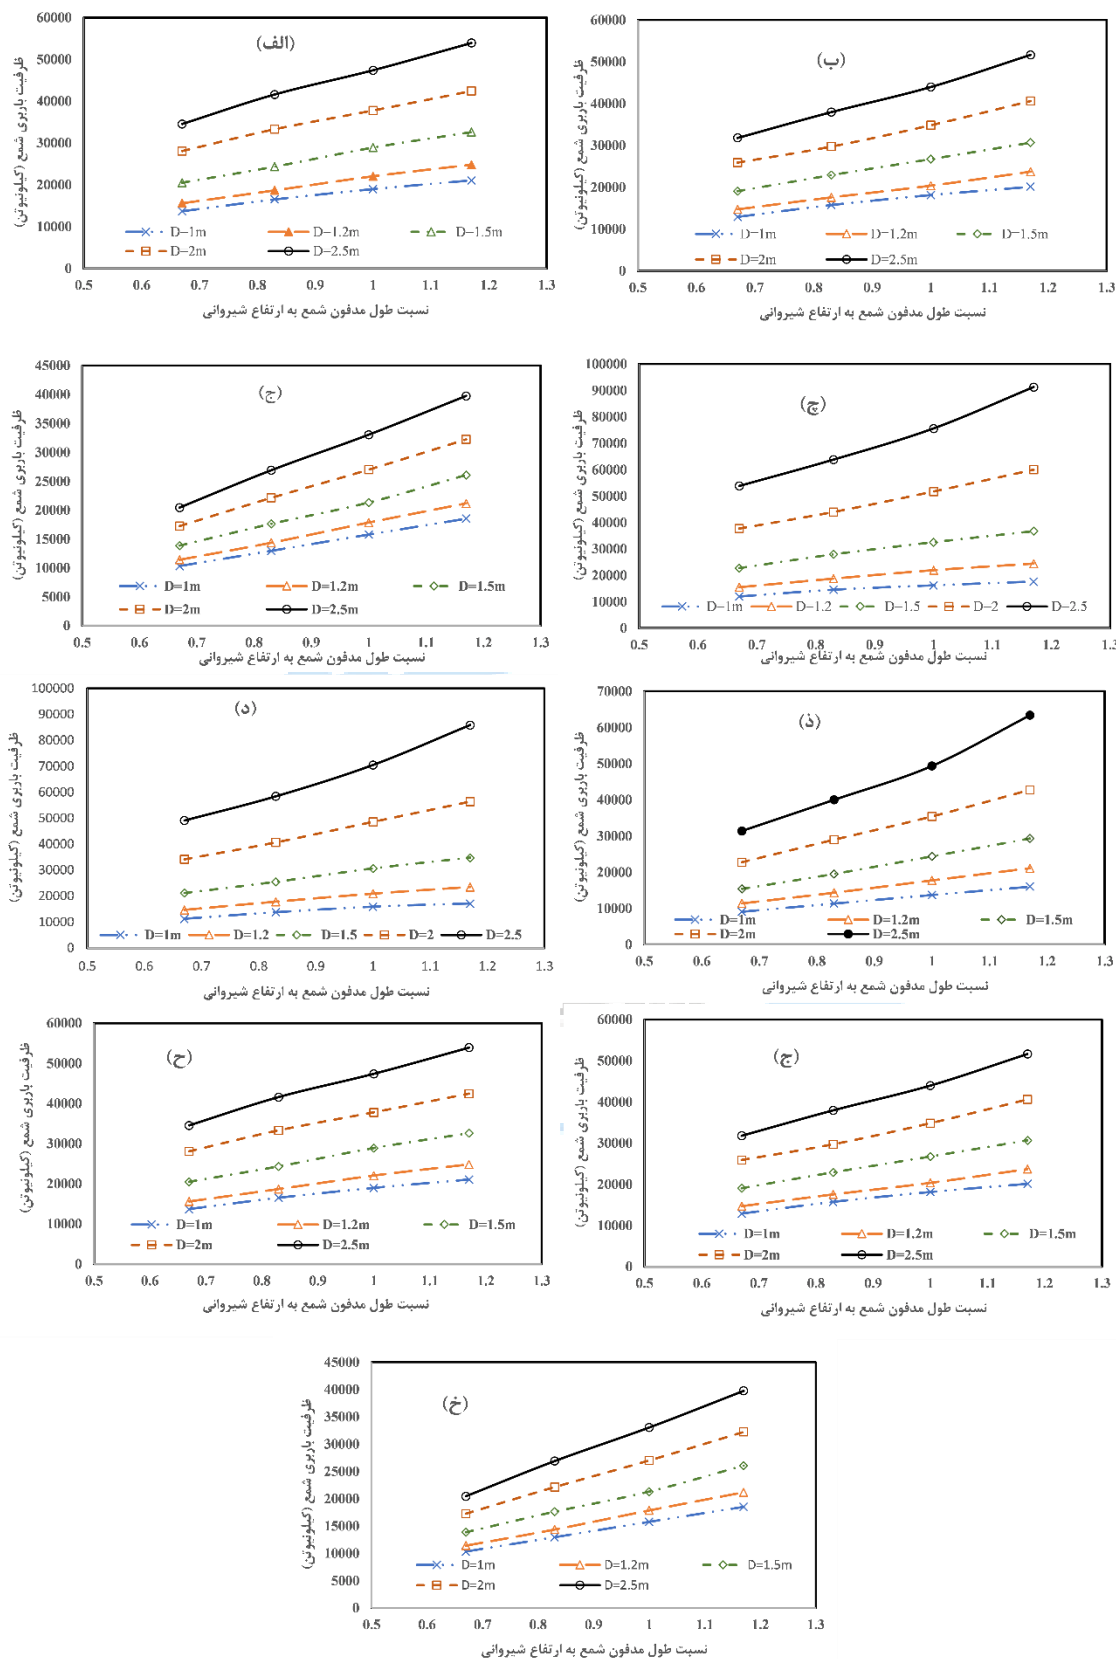 (الف)
ظرفیت باربری شمع (کیلونیوتن)
60000
50000
40000
30000
20000
10000
0
D=1m D=1.2m D=1.5m
D=2m D=2.5m
0.5 0.6 0.7 0.8 0.9 1 1.1 1.2 1.3
نسبت طول مدفون شمع به ارتفاع شیروانی
(ب)
ظرفیت باربری شمع (کیلونیوتن)
60000
50000
40000
30000
20000
10000
0
D=1m D=1.2m D=1.5m
D=2m D=2.5m
0.5 0.6 0.7 0.8 0.9 1 1.1 1.2 1.3
نسبت طول مدفون شمع به ارتفاع شیروانی
(ج)
ظرفیت باربری شمع (کیلونیوتن)
45000
40000
35000
30000
25000
20000
15000
10000
5000
0
D=1m D=1.2m D=1.5m
D=2m D=2.5m
0.5 0.6 0.7 0.8 0.9 1 1.1 1.2 1.3
نسبت طول مدفون شمع به ارتفاع شیروانی
(چ)
ظرفیت باربری شمع (کیلونیوتن)
100000
90000
80000
70000
60000
50000
40000
30000
20000
10000
0
D=1m D=1.2 D=1.5 D=2 D=2.5
0.5 0.6 0.7 0.8 0.9 1 1.1 1.2 1.3
نسبت طول مدفون شمع به ارتفاع شیروانی
(د)
ظرفیت باربری شمع (کیلونیوتن)
100000
90000
80000
70000
60000
50000
40000
30000
20000
10000
0
D=1m D=1.2 D=1.5 D=2 D=2.5
0.5 0.6 0.7 0.8 0.9 1 1.1 1.2 1.3
نسبت طول مدفون شمع به ارتفاع شیروانی
(ذ)
ظرفیت باربری شمع (کیلونیوتن)
70000
60000
50000
40000
30000
20000
10000
0
D=1m D=1.2m D=1.5m
D=2m D=2.5m
0.5 0.6 0.7 0.8 0.9 1 1.1 1.2 1.3
نسبت طول مدفون شمع به ارتفاع شیروانی
(ح)
ظرفیت باربری شمع (کیلونیوتن)
60000
50000
40000
30000
20000
10000
0
D=1m D=1.2m D=1.5m
D=2m D=2.5m
0.5 0.6 0.7 0.8 0.9 1 1.1 1.2 1.3
نسبت طول مدفون شمع به ارتفاع شیروانی
(ج)
ظرفیت باربری شمع (کیلونیوتن)
60000
50000
40000
30000
20000
10000
0
D=1m D=1.2m D=1.5m
D=2m D=2.5m
0.5 0.6 0.7 0.8 0.9 1 1.1 1.2 1.3
نسبت طول مدفون شمع به ارتفاع شیروانی
(خ)
ظرفیت باربری شمع (کیلونیوتن)
45000
40000
35000
30000
25000
20000
15000
10000
5000
0
D=1m D=1.2m D=1.5m
D=2m D=2.5m
0.5 0.6 0.7 0.8 0.9 1 1.1 1.2 1.3
نسبت طول مدفون شمع به ارتفاع شیروانی